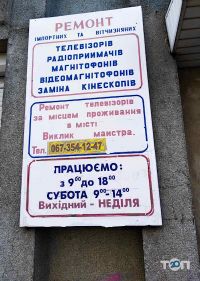 РЕМОНТ
ІМПОРТНИХ ТА ВІТЧИЗНЯНИХ
ТЕЛЕВІЗОРІВ
РАДІОПРИЙМАЧІВ
МАГНІТОФОНІВ
ВІДЕОМАГНІТОФОНІВ
ЗАМІНА КІНЕСКОПІВ
Ремонт телевізорів
за місцем проживання
в місті
Виклик майстра.
Тел. 067-354-12-47
ПРАЦЮЄМО:
з 9⁰⁰ до 18⁰⁰
СУБОТА 9⁰⁰-14⁰⁰
Вихідний - НЕДІЛЯ
ТОП